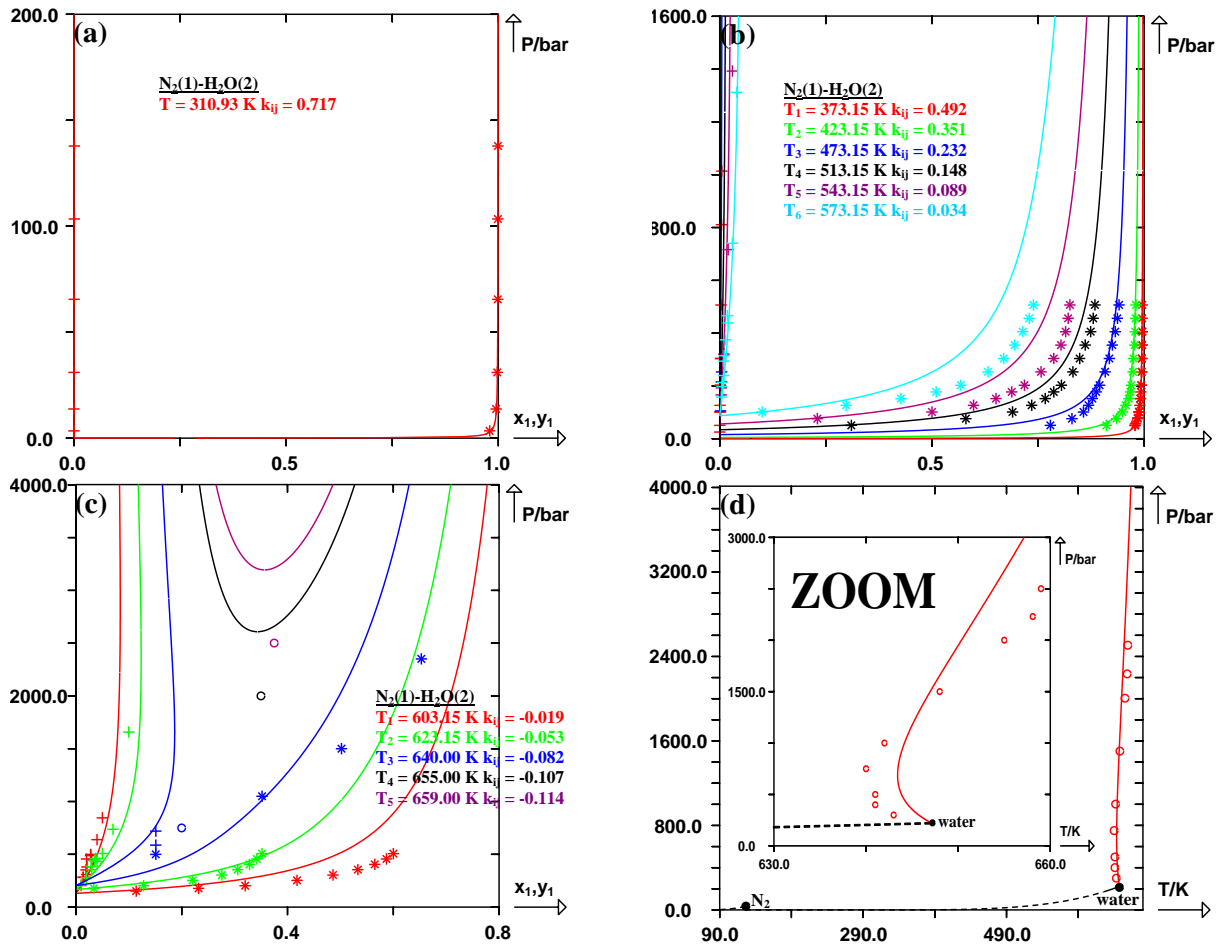 (a)
200.0
P/bar
N2(1)-H2O(2)
T = 310.93 K kij = 0.717
100.0
0.0
x1,y1
0.0 0.5 1.0
(b)
1600.0
P/bar
N2(1)-H2O(2)
T1 = 373.15 K kij = 0.492
T2 = 423.15 K kij = 0.351
T3 = 473.15 K kij = 0.232
T4 = 513.15 K kij = 0.148
T5 = 543.15 K kij = 0.089
T6 = 573.15 K kij = 0.034
800.0
0.0
x1,y1
0.0 0.5 1.0
(c)
4000.0
P/bar
2000.0
N2(1)-H2O(2)
T1 = 603.15 K kij = -0.019
T2 = 623.15 K kij = -0.053
T3 = 640.00 K kij = -0.082
T4 = 655.00 K kij = -0.107
T5 = 659.00 K kij = -0.114
0.0
x1,y1
0.0 0.4 0.8
(d)
4000.0
P/bar
3200.0
2400.0
1600.0
800.0
0.0
3000.0
P/bar
ZOOM
1500.0
water
0.0
T/K
630.0 660.0
N2
water
T/K
90.0 290.0 490.0